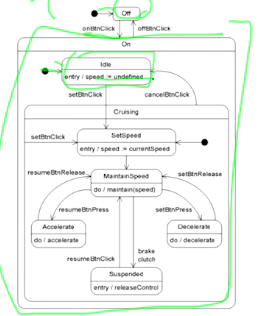 Off
onBtnClick
offBtnClick
On
Idle
entry / speed := undefined
setBtnClick
cancelBtnClick
Cruising
setBtnClick
SetSpeed
entry / speed := currentSpeed
resumeBtnRelease
MaintainSpeed
setBtnRelease
do / maintain(speed)
resumeBtnPress
setBtnPress
Accelerate
do / accelerate
Decelerate
do / decelerate
resumeBtnClick
brake
clutch
Suspended
entry / releaseControl